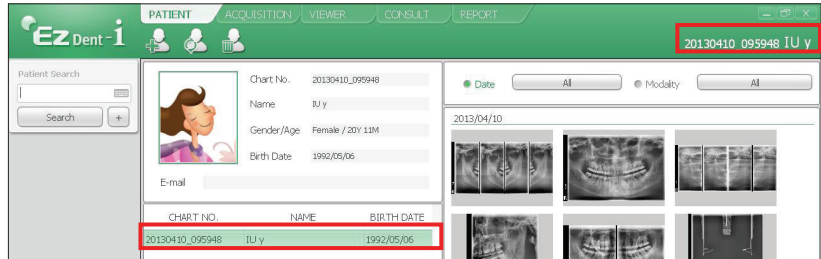 PATIENT ACQUISITION VIEWER CONSULT REPORT
Ez Dent-i
20130410_095948 IU y
Patient Search
Search +
Chart No. 20130410_095948
Name IU y
Gender/Age Female / 20Y 11M
Birth Date 1992/05/06
E-mail
CHART NO. NAME BIRTH DATE
20130410_095948 IU y 1992/05/06
Date All Modality All
2013/04/10